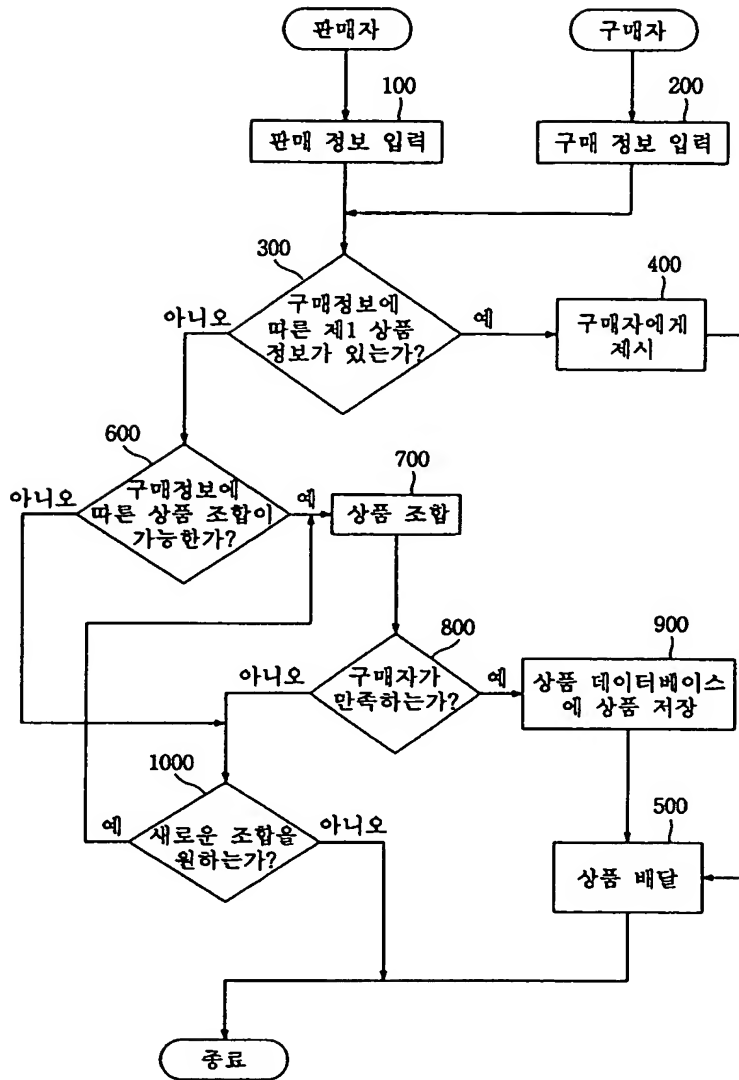 판매자
구매자
100
200
판매 정보 입력
구매 정보 입력
300
구매정보에
따른 제1 상품
정보가 있는가?
아니오
예
400
구매자에게
제시
600
구매정보에
따른 상품 조합이
가능한가?
아니오
예
700
상품 조합
800
구매자가
만족하는가?
아니오
예
900
상품 데이터베이스
에 상품 저장
1000
새로운 조합을
원하는가?
예
아니오
500
상품 배달
종료